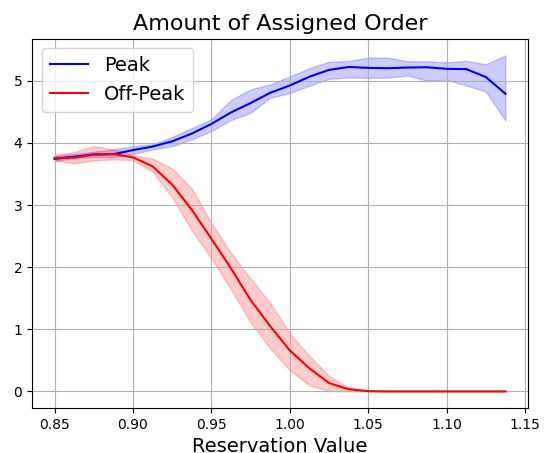 Amount of Assigned Order
Peak
Off-Peak
5
4
3
2
1
0
0.85 0.90 0.95 1.00 1.05 1.10 1.15
Reservation Value